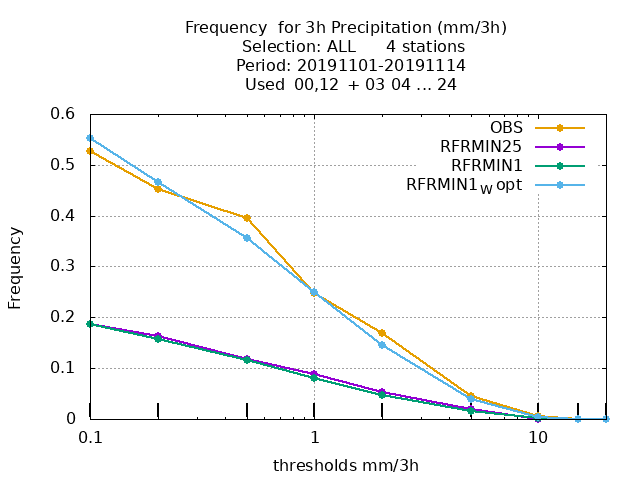 Frequency for 3h Precipitation (mm/3h)
Selection: ALL 4 stations
Period: 20191101-20191114
Used 00,12 + 03 04 ... 24
0.6
OBS
RFRMIN25
0.5
RFRMIN1
RFRMIN1W opt
0.4
Frequency
0.3
0.2
0.1
0
0.1 1 10
thresholds mm/3h